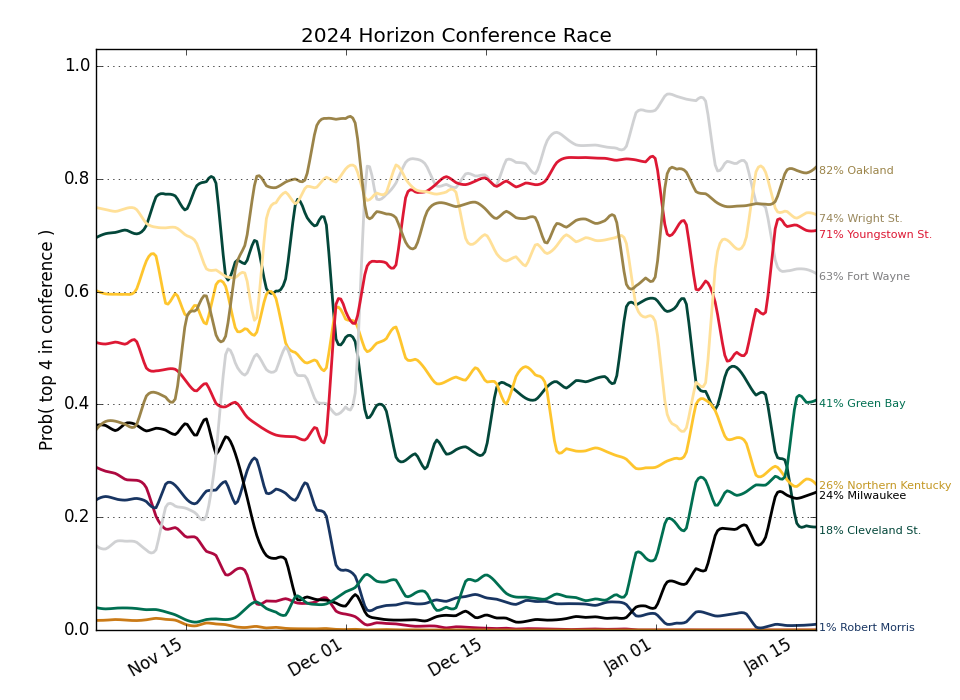 2024 Horizon Conference Race
Prob( top 4 in conference )
1.0
0.8
0.6
0.4
0.2
0.0
Nov 15
Dec 01
Dec 15
Jan 01
Jan 15
82% Oakland
74% Wright St.
71% Youngstown St.
63% Fort Wayne
41% Green Bay
26% Northern Kentucky
24% Milwaukee
18% Cleveland St.
1% Robert Morris